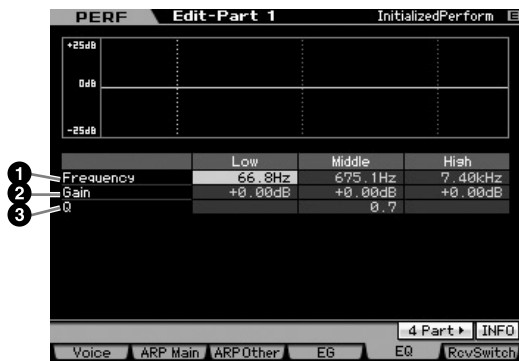 PERF Edit-Part 1 InitializedPerform E
+25dB
0dB
-25dB
Low Middle High
1 Frequency 66.8Hz 675.1Hz 7.40kHz
2 Gain +0.00dB +0.00dB +0.00dB
3 Q 0.7
4 Part INFO
Voice ARP Main ARP Other EG EQ RcvSwitch